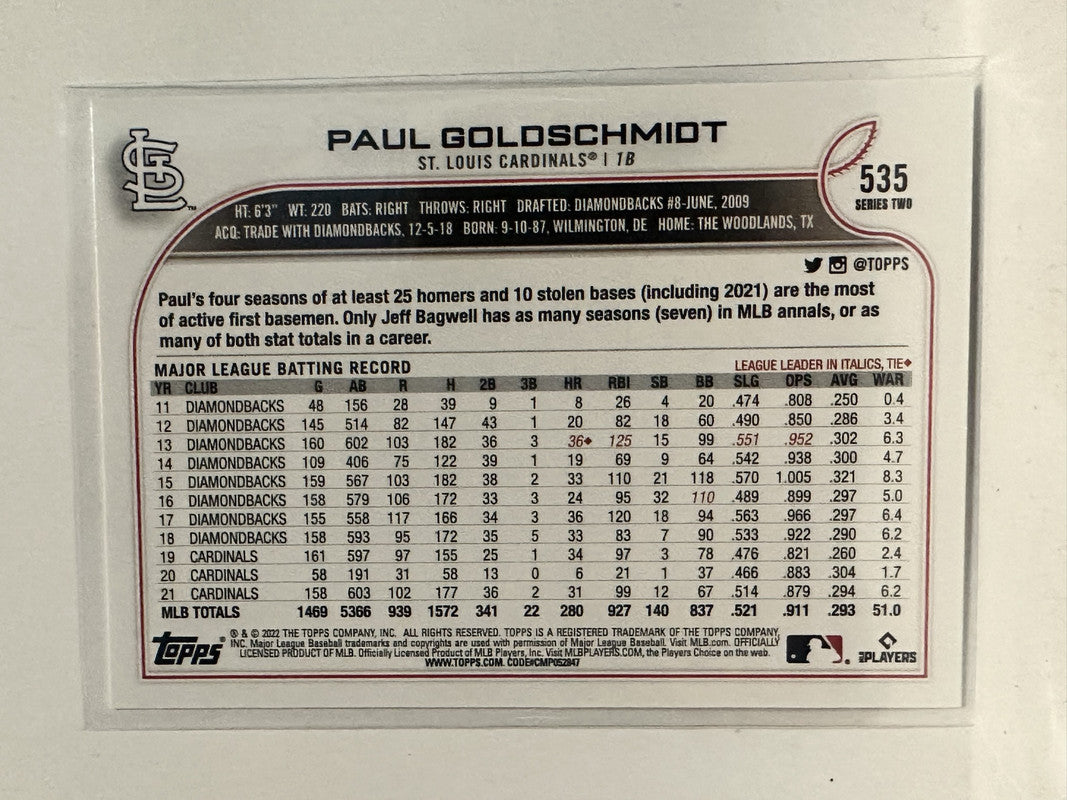 PAUL GOLDSCHMIDT
ST. LOUIS CARDINALS® | 1B
535
SERIES TWO
HT: 6'3" WT: 220 BATS: RIGHT THROWS: RIGHT DRAFTED: DIAMONDBACKS #8-JUNE, 2009
ACQ: TRADE WITH DIAMONDBACKS, 12-5-18 BORN: 9-10-87, WILMINGTON, DE HOME: THE WOODLANDS, TX
@TOPPS
Paul's four seasons of at least 25 homers and 10 stolen bases (including 2021) are the most
of active first basemen. Only Jeff Bagwell has as many seasons (seven) in MLB annals, or as
many of both stat totals in a career.
MAJOR LEAGUE BATTING RECORD LEAGUE LEADER IN ITALICS, TIE◆
YR CLUB G AB R H 2B 3B HR RBI SB BB SLG OPS AVG WAR
11 DIAMONDBACKS 48 156 28 39 9 1 8 26 4 20 .474 .808 .250 0.4
12 DIAMONDBACKS 145 514 82 147 43 1 20 82 18 60 .490 .850 .286 3.4
13 DIAMONDBACKS 160 602 103 182 36 3 36◆ 125 15 99 .551 .952 .302 6.3
14 DIAMONDBACKS 109 406 75 122 39 1 19 69 9 64 .542 .938 .300 4.7
15 DIAMONDBACKS 159 567 103 182 38 2 33 110 21 118 .570 1.005 .321 8.3
16 DIAMONDBACKS 158 579 106 172 33 3 24 95 32 110 .489 .899 .297 5.0
17 DIAMONDBACKS 155 558 117 166 34 3 36 120 18 94 .563 .966 .297 6.4
18 DIAMONDBACKS 158 593 95 172 35 5 33 83 7 90 .533 .922 .290 6.2
19 CARDINALS 161 597 97 155 25 1 34 97 3 78 .476 .821 .260 2.4
20 CARDINALS 58 191 31 58 13 0 6 21 1 37 .466 .883 .304 1.7
21 CARDINALS 158 603 102 177 36 2 31 99 12 67 .514 .879 .294 6.2
MLB TOTALS 1469 5366 939 1572 341 22 280 927 140 837 .521 .911 .293 51.0
Topps®
® & © 2022 THE TOPPS COMPANY, INC. ALL RIGHTS RESERVED. TOPPS IS A REGISTERED TRADEMARK OF THE TOPPS COMPANY,
INC. Major League Baseball trademarks and copyrights are used with permission of Major League Baseball. Visit MLB.com. OFFICIALLY
LICENSED PRODUCT OF MLB. Officially Licensed Product of MLB Players, Inc. Visit MLBPLAYERS.COM, the Players Choice on the web.
WWW.TOPPS.COM. CODE#CMP052847
MLBPLAYERS